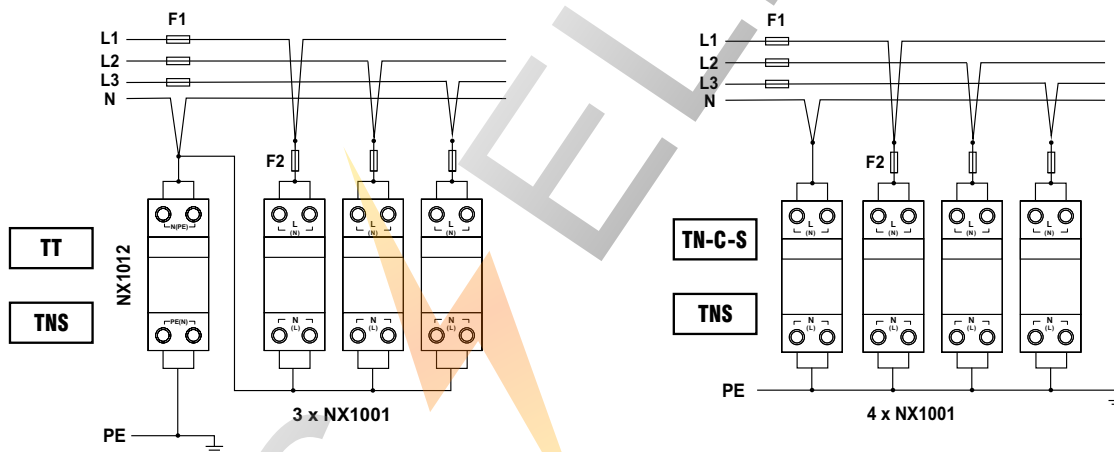 F1
L1
L2
L3
N
F2
N(PE)
L
(N)
L
(N)
L
(N)
TT
TNS
NX1012
PE(N)
N
(L)
N
(L)
N
(L)
3 x NX1001
PE
F1
L1
L2
L3
N
F2
L
(N)
L
(N)
L
(N)
L
(N)
TN-C-S
TNS
N
(L)
N
(L)
N
(L)
N
(L)
PE
4 x NX1001